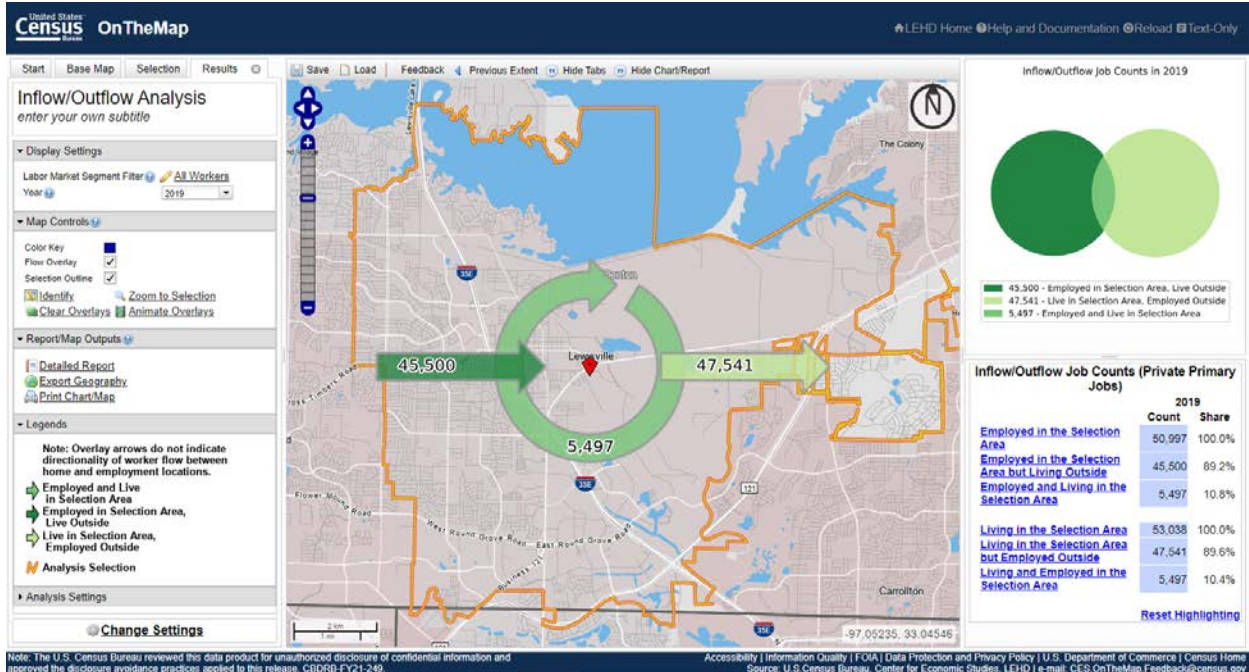 United States
Census
Bureau
OnTheMap
LEHD Home Help and Documentation Reload Text-Only
Start Base Map Selection Results
Save Load Feedback Previous Extent Hide Tabs Hide Chart/Report
Inflow/Outflow Analysis
enter your own subtitle
Display Settings
Labor Market Segment Filter All Workers
Year 2019
Map Controls
Color Key
Flow Overlay
Selection Outline
Identify Zoom to Selection
Clear Overlays Animate Overlays
Report/Map Outputs
Detailed Report
Export Geography
Print Chart/Map
Legends
Note: Overlay arrows do not indicate
directionality of worker flow between
home and employment locations.
Employed and Live
in Selection Area
Employed in Selection Area,
Live Outside
Live in Selection Area,
Employed Outside
Analysis Selection
Analysis Settings
Change Settings
Lewisville Lake
The Colony
N
35E
Denton
Lewisville
45,500
47,541
5,497
35E
121
Flower Mound Road
West Round Grove Road
East Round Grove Road
Business 121
Carrollton
35E
2 km
1 mi
-97.05235, 33.04546
Inflow/Outflow Job Counts in 2019
45,500 - Employed in Selection Area, Live Outside
47,541 - Live in Selection Area, Employed Outside
5,497 - Employed and Live in Selection Area
Inflow/Outflow Job Counts (Private Primary
Jobs)
2019
Count Share
Employed in the Selection
Area 50,997 100.0%
Employed in the Selection
Area but Living Outside 45,500 89.2%
Employed and Living in the
Selection Area 5,497 10.8%
Living in the Selection Area 53,038 100.0%
Living in the Selection Area
but Employed Outside 47,541 89.6%
Living and Employed in the
Selection Area 5,497 10.4%
Reset Highlighting
Note: The U.S. Census Bureau reviewed this data product for unauthorized disclosure of confidential information and
approved the disclosure avoidance practices applied to this release. CBDRB-FY21-249.
Accessibility | Information Quality | FOIA | Data Protection and Privacy Policy | U.S. Department of Commerce | Census Home
Source: U.S.Census Bureau, Center for Economic Studies, LEHD | e-mail: CES.OnTheMap.Feedback@census.gov